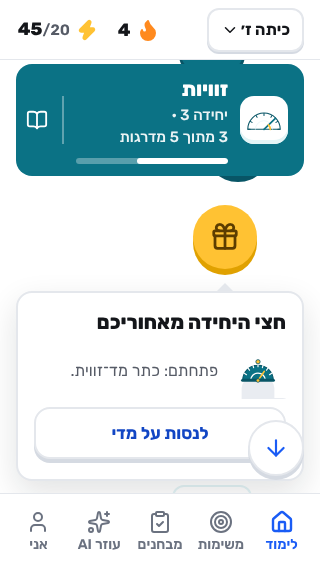 כיתה ז׳
4
45/20
זוויות
יחידה 3 •
3 מתוך 5 מדרגות
חצי היחידה מאחוריכם
פתחתם: כתר מד־זווית.
לנסות על מדי
לימוד
משימות
מבחנים
עוזר AI
אני